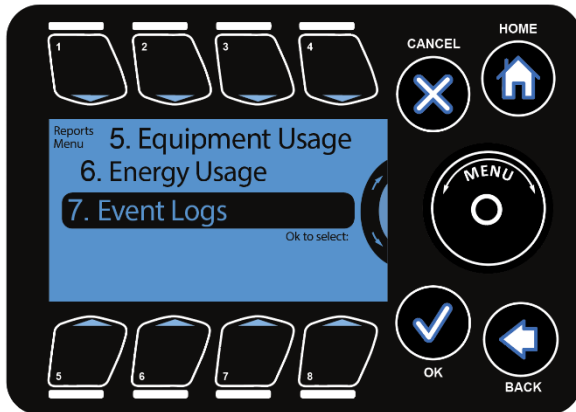 HOME
CANCEL
1 2 3 4
Reports
Menu
5. Equipment Usage
6. Energy Usage
7. Event Logs
Ok to select:
MENU
5 6 7 8
OK
BACK